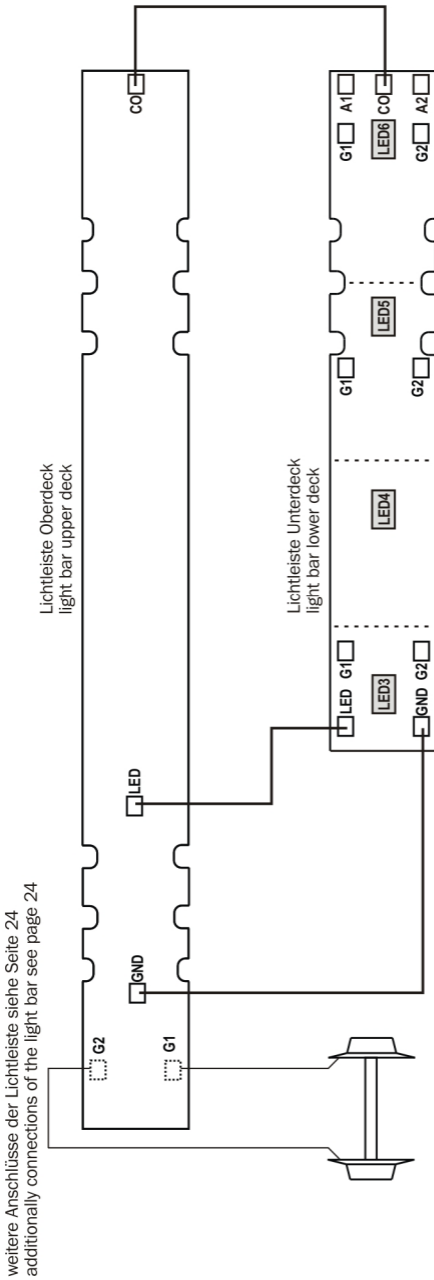 weitere Anschlüsse der Lichtleiste siehe Seite 24
additionally connections of the light bar see page 24
Lichtleiste Oberdeck
light bar upper deck
G2
G1
GND
LED
CO
Lichtleiste Unterdeck
light bar lower deck
LED
G1
LED3
GND
G2
LED4
G1
LED5
G2
G1
A1
LED6
CO
G2
A2